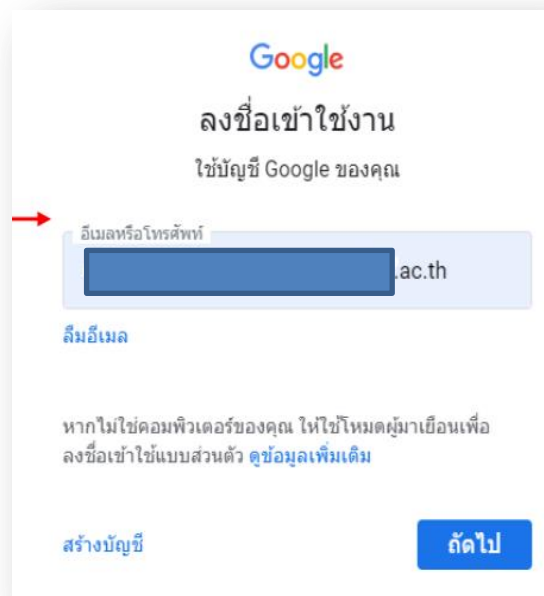 Google
ลงชื่อเข้าใช้งาน
ใช้บัญชี Google ของคุณ
อีเมลหรือโทรศัพท์
.ac.th
ลืมอีเมล
หากไม่ใช่คอมพิวเตอร์ของคุณ ให้ใช้โหมดผู้มาเยือนเพื่อ
ลงชื่อเข้าใช้แบบส่วนตัว ดูข้อมูลเพิ่มเติม
สร้างบัญชี
ถัดไป